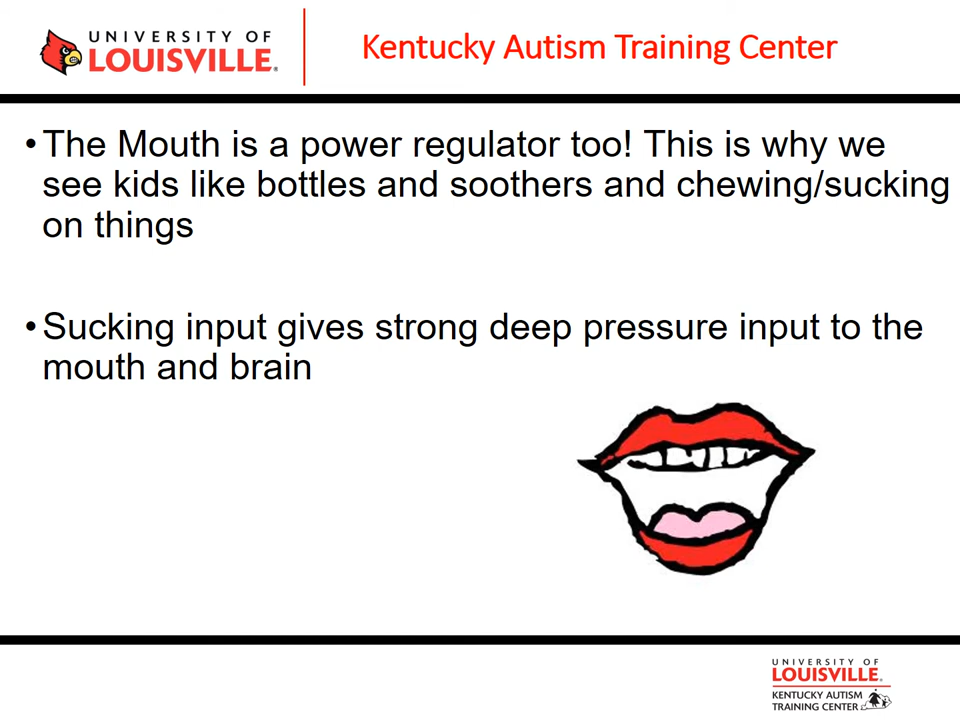 UNIVERSITY OF
LOUISVILLE.
Kentucky Autism Training Center
•The Mouth is a power regulator too! This is why we
see kids like bottles and soothers and chewing/sucking
on things
•Sucking input gives strong deep pressure input to the
mouth and brain
UNIVERSITY OF
LOUISVILLE.
KENTUCKY AUTISM
TRAINING CENTER